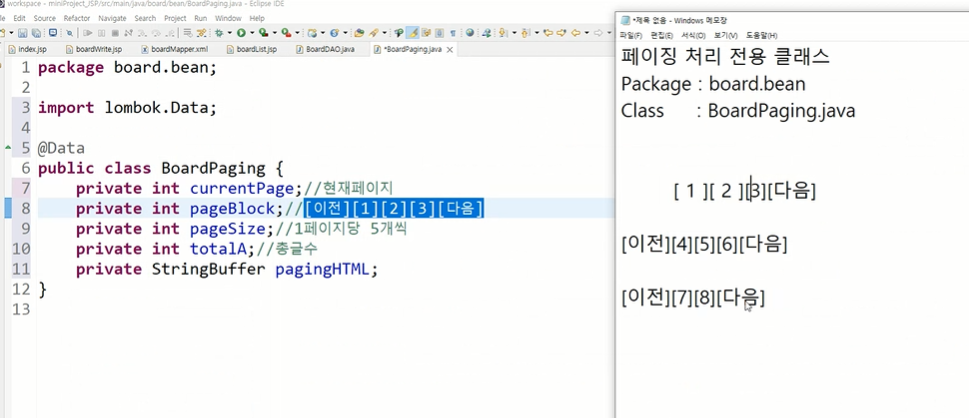 workspace - miniProject_JSP/src/main/java/board/bean/BoardPaging.java - Eclipse IDE
Edit Source Refactor Navigate Search Project Run Window Help
index.jsp boardWrite.jsp boardMapper.xml boardList.jsp BoardDAO.java *BoardPaging.java
1 package board.bean;
2
3 import lombok.Data;
4
5 @Data
6 public class BoardPaging {
7 private int currentPage;//현재페이지
8 private int pageBlock;//[이전][1][2][3][다음]
9 private int pageSize;//1페이지당 5개씩
10 private int totalA;//총글수
11 private StringBuffer pagingHTML;
12 }
13
*제목 없음 - Windows 메모장
파일(F) 편집(E) 서식(O) 보기(V) 도움말(H)
페이징 처리 전용 클래스
Package : board.bean
Class : BoardPaging.java
[ 1 ][ 2 ][3][다음]
[이전][4][5][6][다음]
[이전][7][8][다음]